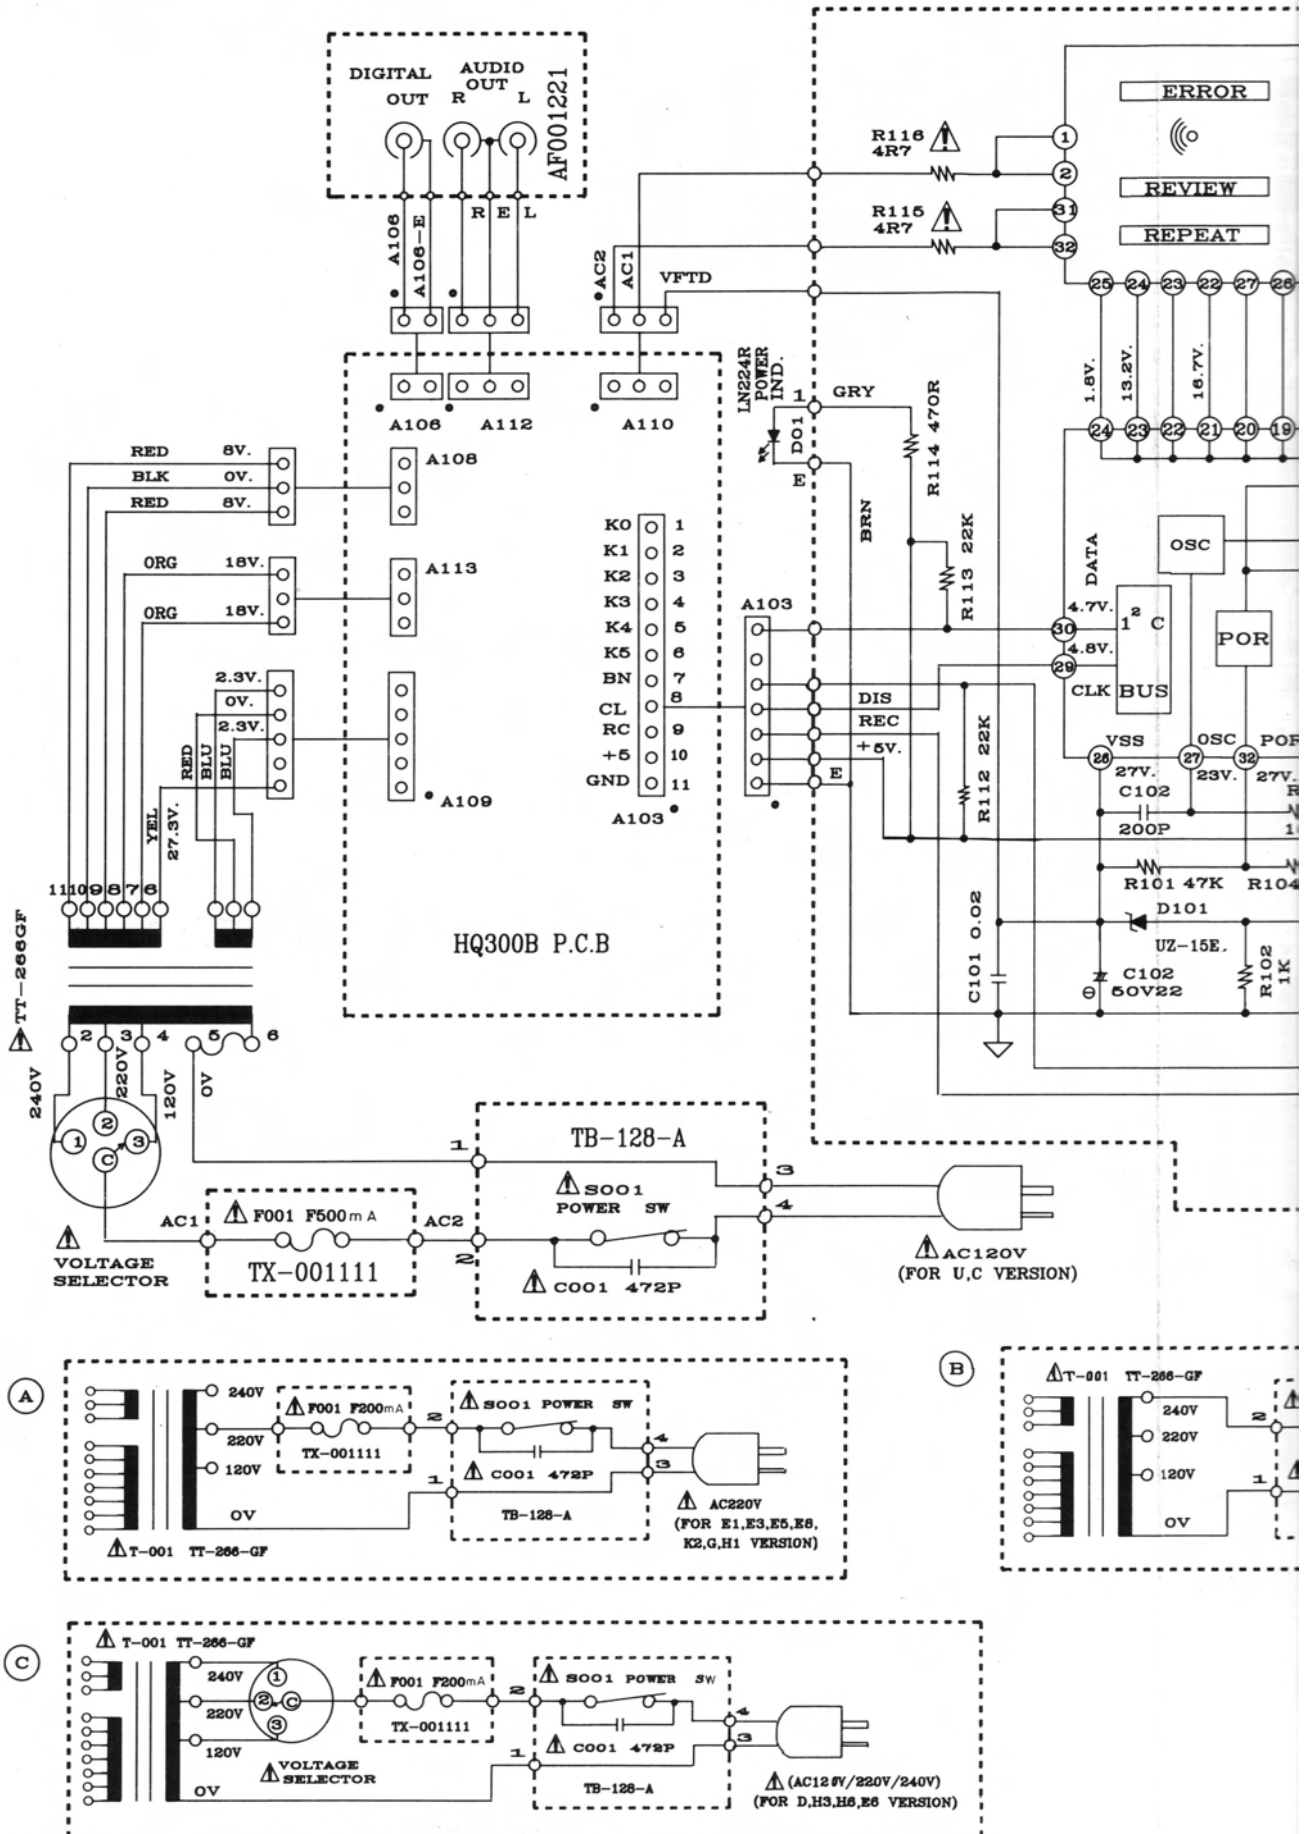 DIGITAL
OUT
AUDIO
OUT
R L
AF001221
A106
A106-E
R E L
AC2
AC1
VFTD
R116
4R7
R115
4R7
ERROR
REVIEW
REPEAT
1
2
31
32
25 24 23 22 27 26
1.8V.
13.2V.
16.7V.
24 23 22 21 20 19
A106
A112
A110
LN224R
POWER
IND.
1
D01
E
GRY
BRN
R114 470R
R113 22K
RED 8V.
BLK 0V.
RED 8V.
A108
ORG 18V.
ORG 18V.
A113
2.3V.
0V.
2.3V.
RED
BLU
BLU
YEL
27.3V.
A109
K0 1
K1 2
K2 3
K3 4
K4 5
K5 6
BN 7
CL 8
RC 9
+5 10
GND 11
A103
A103
DIS
REC
+5V.
E
R112 22K
DATA
4.7V.
30
4.8V.
29
CLK
1² C
BUS
OSC
POR
VSS
OSC
POR
26 27 32
27V.
23V.
27V.
C102
200P
R101 47K
R104
D101
UZ-15E.
C101 0.02
C102
50V22
R102
1K
HQ300B P.C.B
11 10 9 8 7 6
TT-266GF
2 3 4 5 6
240V
220V
120V
0V
1
2
3
C
VOLTAGE
SELECTOR
AC1
F001 F500mA
AC2
TX-001111
TB-128-A
1
2
S001
POWER SW
C001 472P
3
4
AC120V
(FOR U,C VERSION)
A
240V
220V
120V
0V
T-001 TT-266-GF
F001 F200mA
TX-001111
2
1
S001 POWER SW
C001 472P
TB-128-A
4
3
AC220V
(FOR E1,E3,E5,E8,
K2,G,H1 VERSION)
B
T-001 TT-266-GF
240V
220V
120V
0V
2
1
C
T-001 TT-266-GF
240V
220V
120V
0V
1
2
C
3
VOLTAGE
SELECTOR
F001 F200mA
TX-001111
2
1
S001 POWER SW
C001 472P
TB-128-A
4
3
(AC120V/220V/240V)
(FOR D,H3,H6,E6 VERSION)